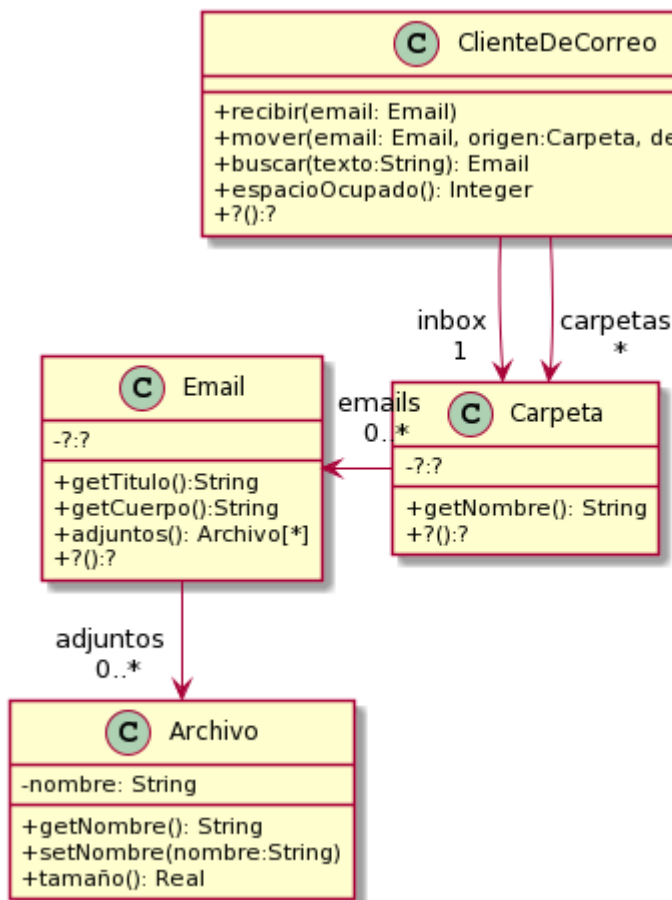 C ClienteDeCorreo
+recibir(email: Email)
+mover(email: Email, origen:Carpeta, de
+buscar(texto:String): Email
+espacioOcupado(): Integer
+?():?
inbox
1
carpetas
*
C Email
-?:?
+getTitulo():String
+getCuerpo():String
+adjuntos(): Archivo[*]
+?():?
emails
0..*
C Carpeta
-?:?
+getNombre(): String
+?():?
adjuntos
0..*
C Archivo
-nombre: String
+getNombre(): String
+setNombre(nombre:String)
+tamaño(): Real